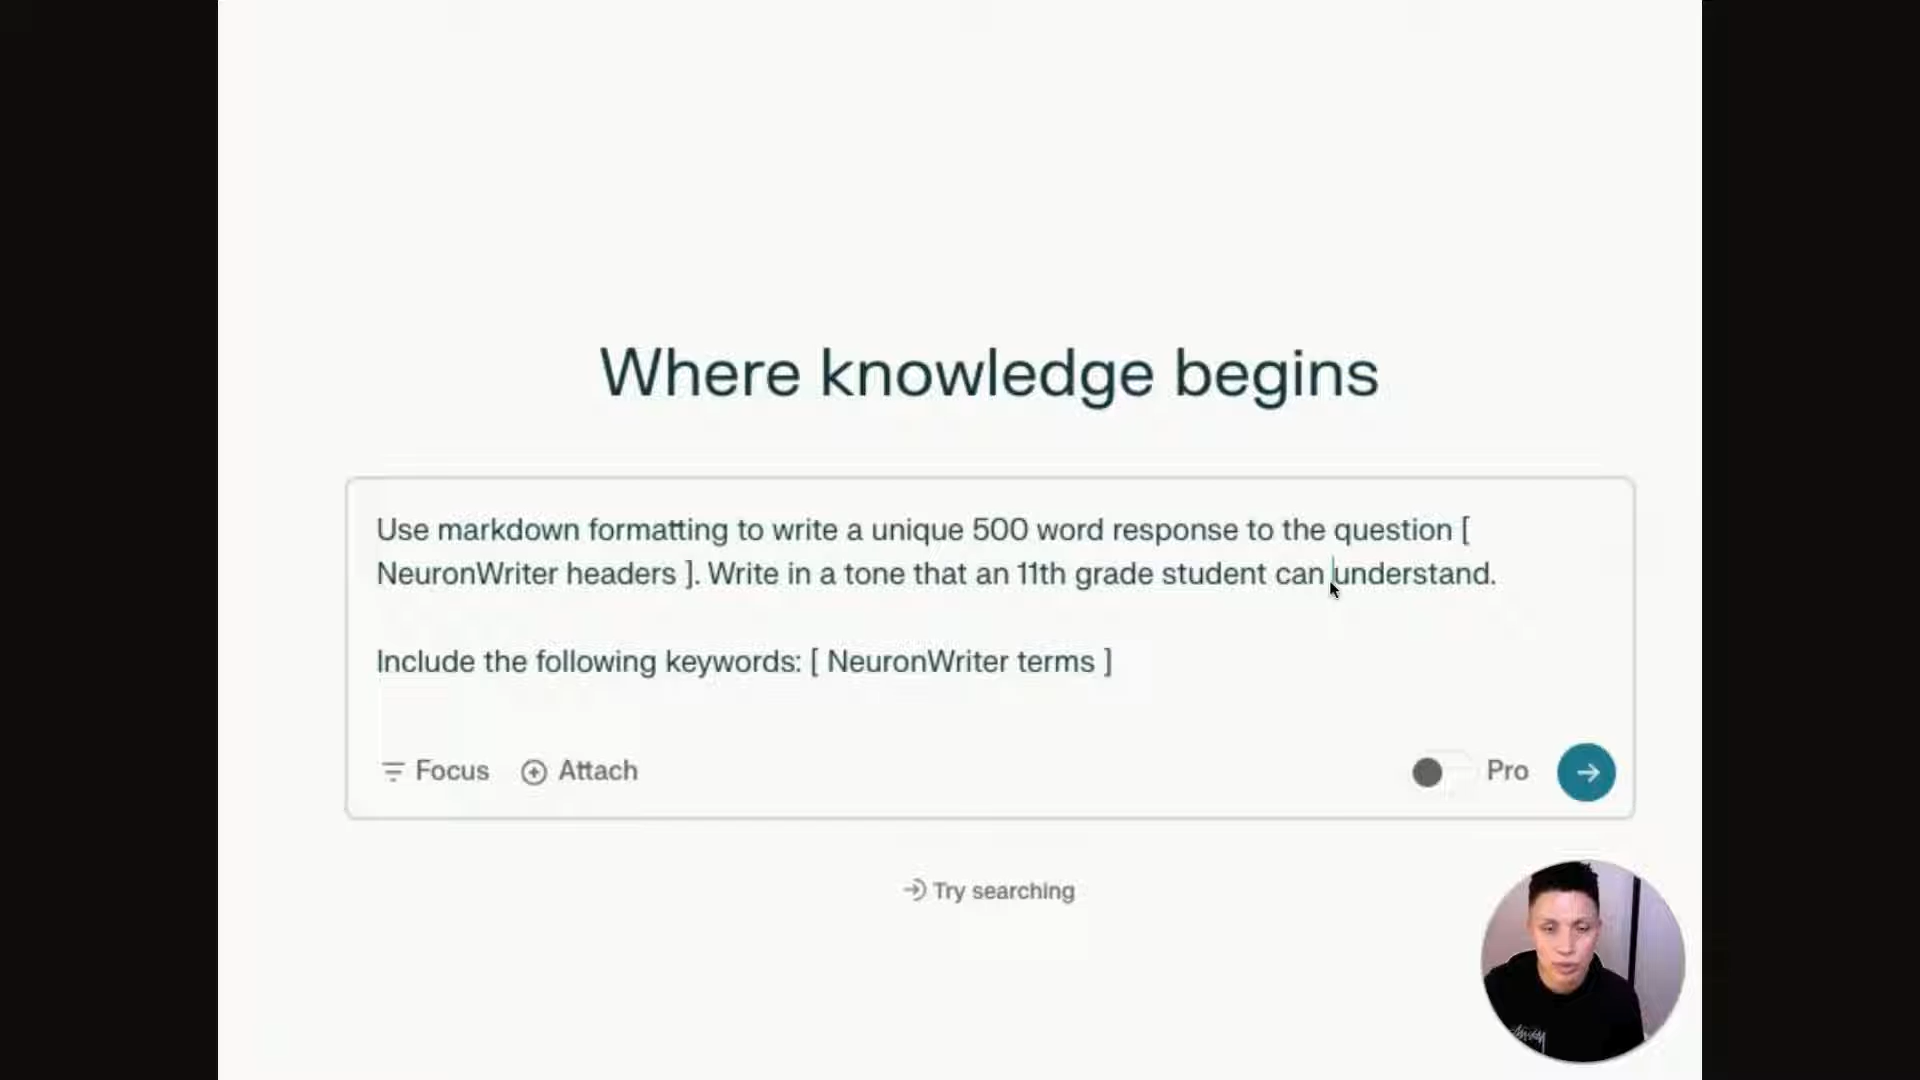 Where knowledge begins
Use markdown formatting to write a unique 500 word response to the question [
NeuronWriter headers ]. Write in a tone that an 11th grade student can understand.
Include the following keywords: [ NeuronWriter terms ]
Focus
Attach
Pro
Try searching